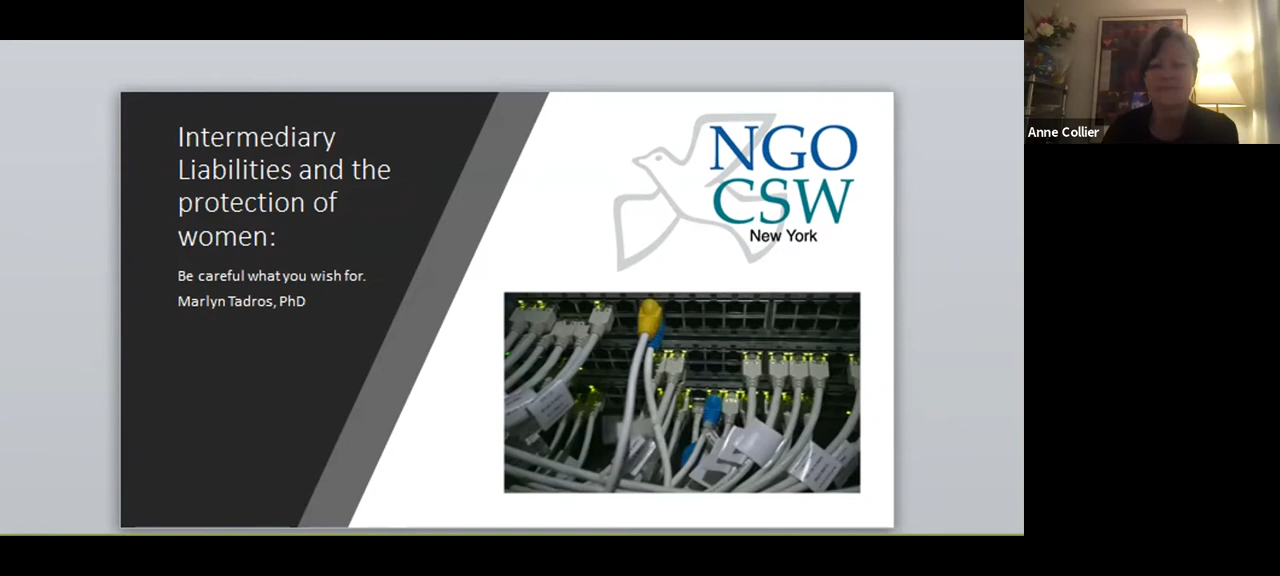 Intermediary
Liabilities and the
protection of
women:
Be careful what you wish for.
Marlyn Tadros, PhD
NGO
CSW
New York
Anne Collier